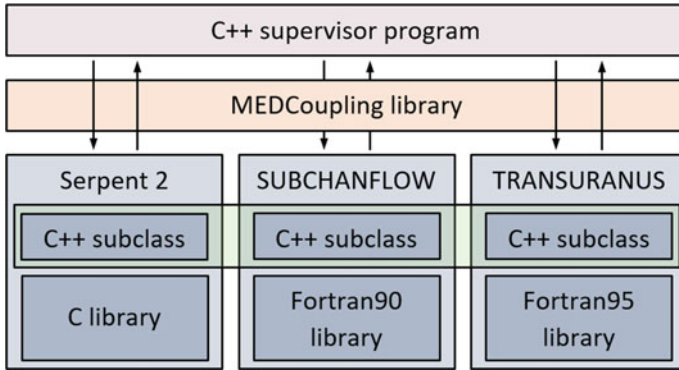 C++ supervisor program
MEDCoupling library
Serpent 2
SUBCHANFLOW
TRANSURANUS
C++ subclass
C++ subclass
C++ subclass
C library
Fortran90
library
Fortran95
library